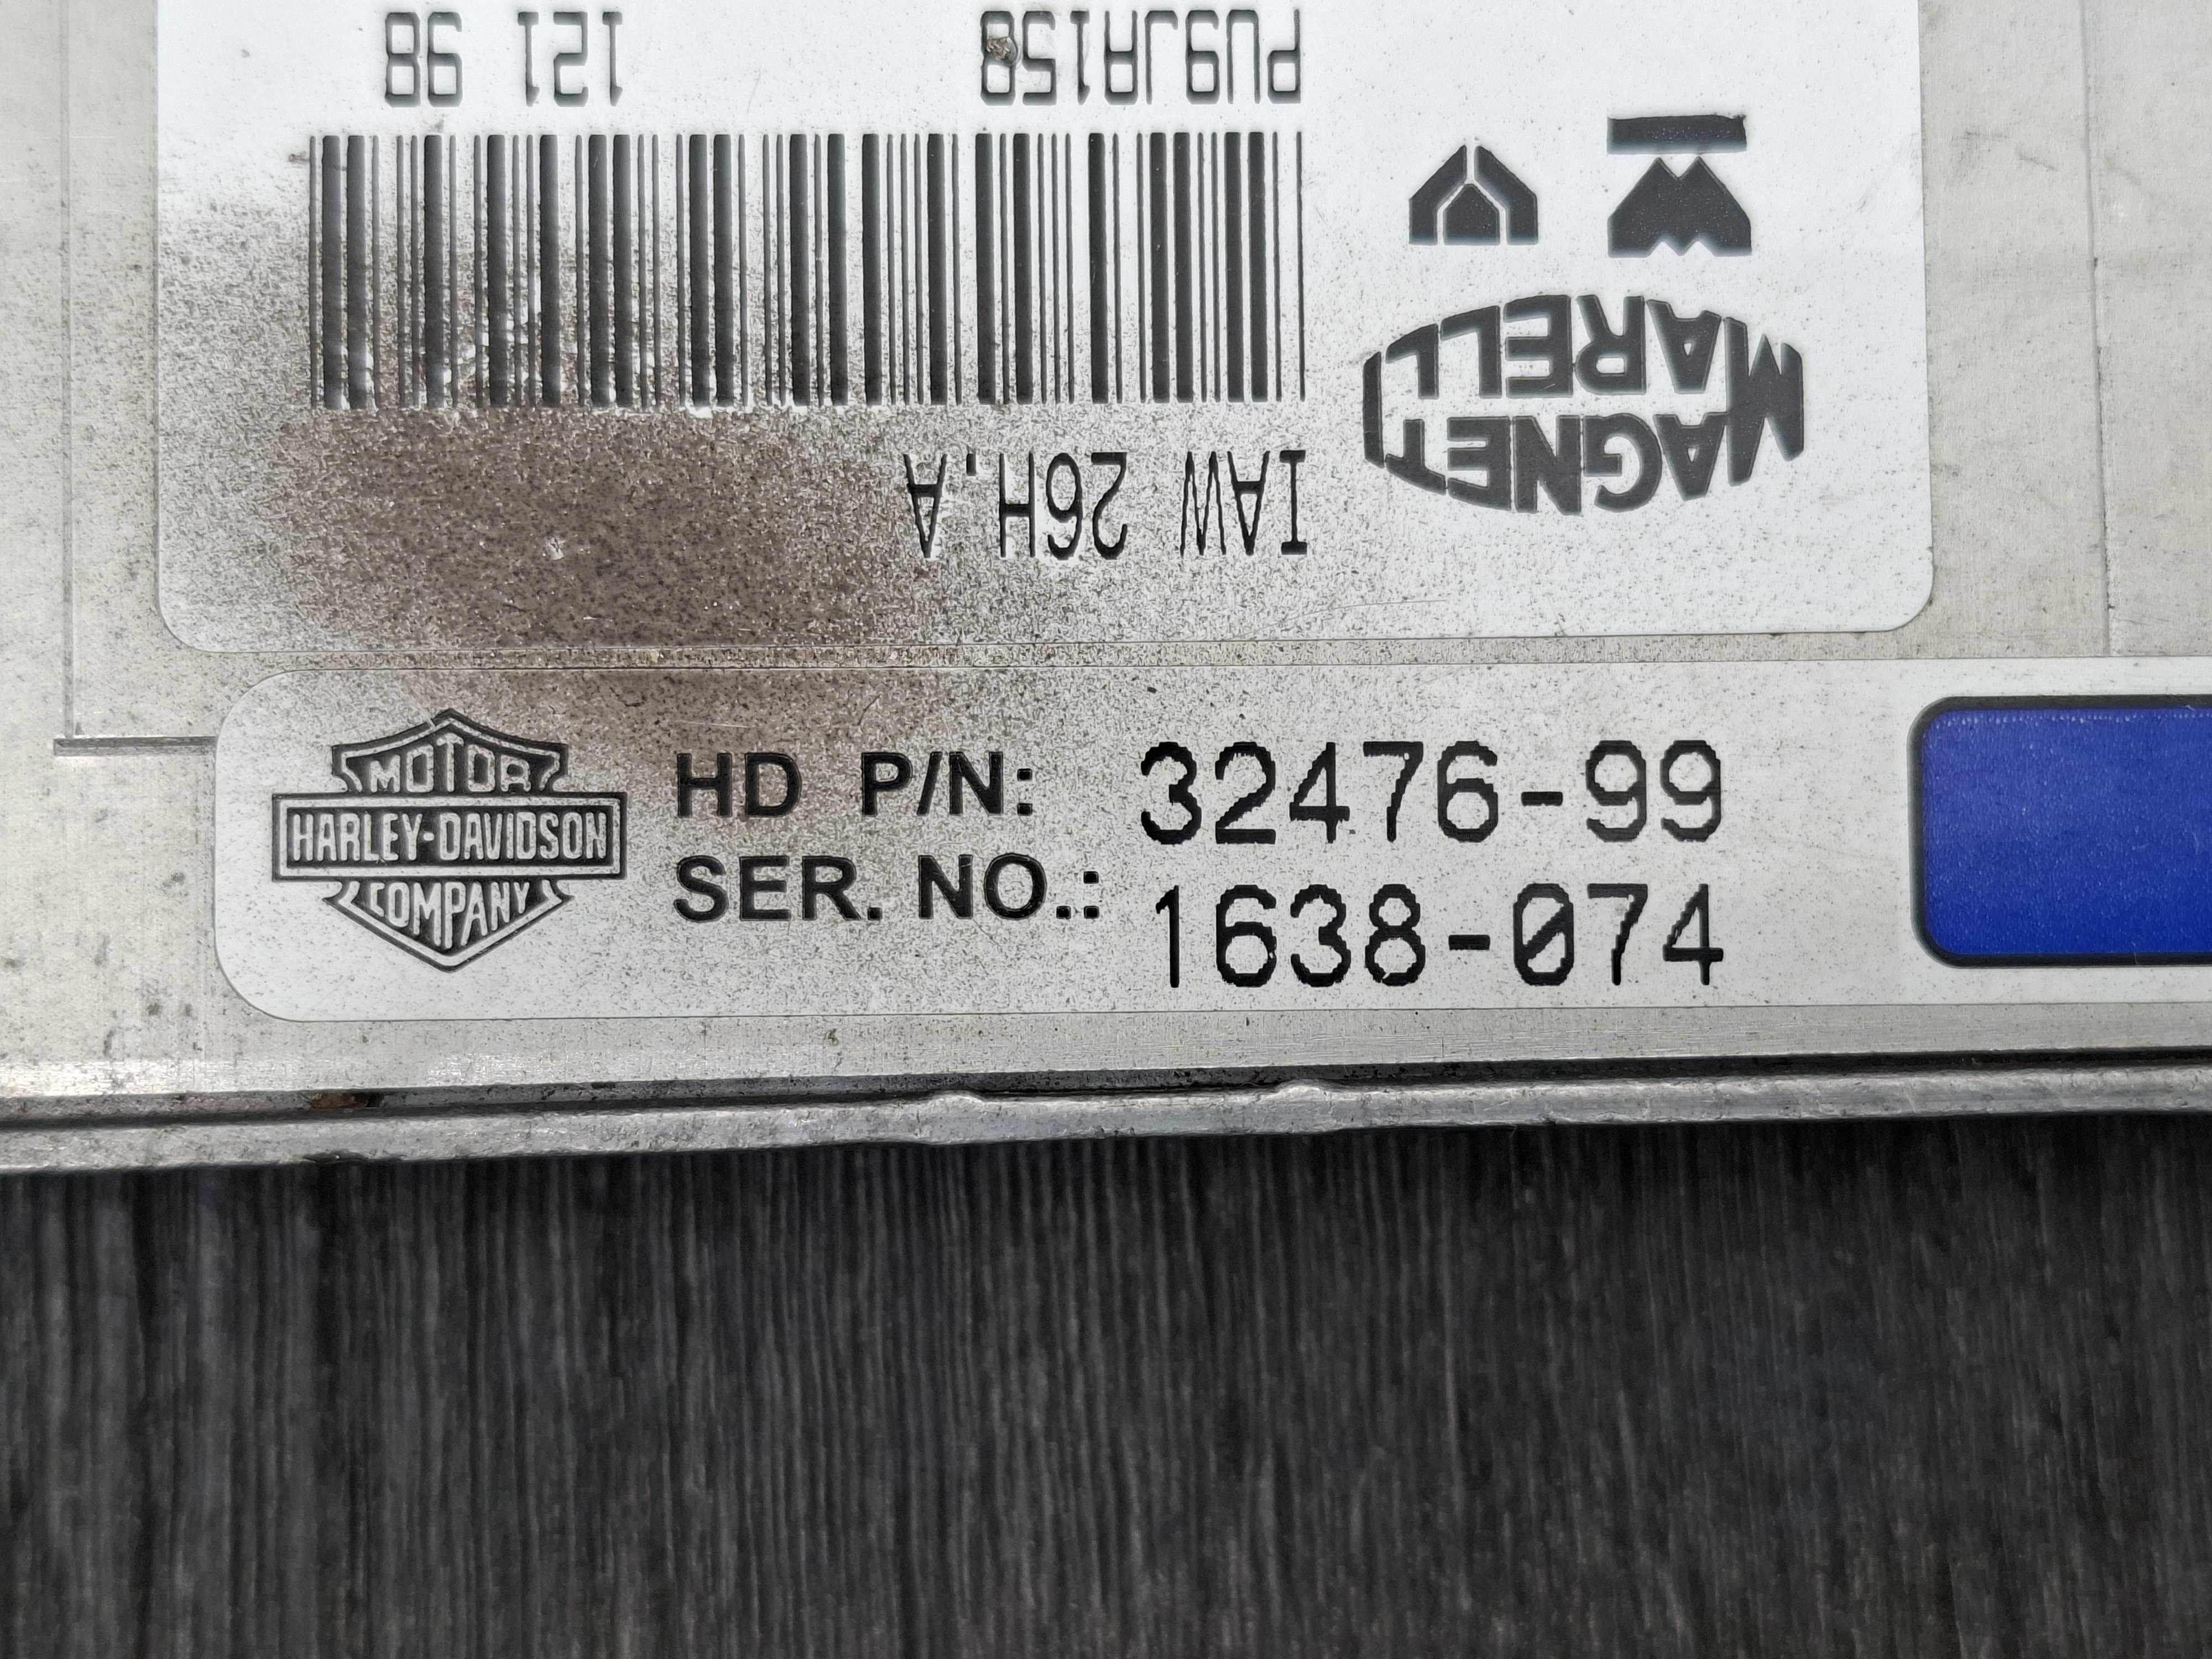 PU9JA158 121 98
IAW 26H.A
MAGNETI
MARELLI
MOTOR
HARLEY-DAVIDSON
COMPANY
HD P/N: 32476-99
SER. NO.: 1638-074